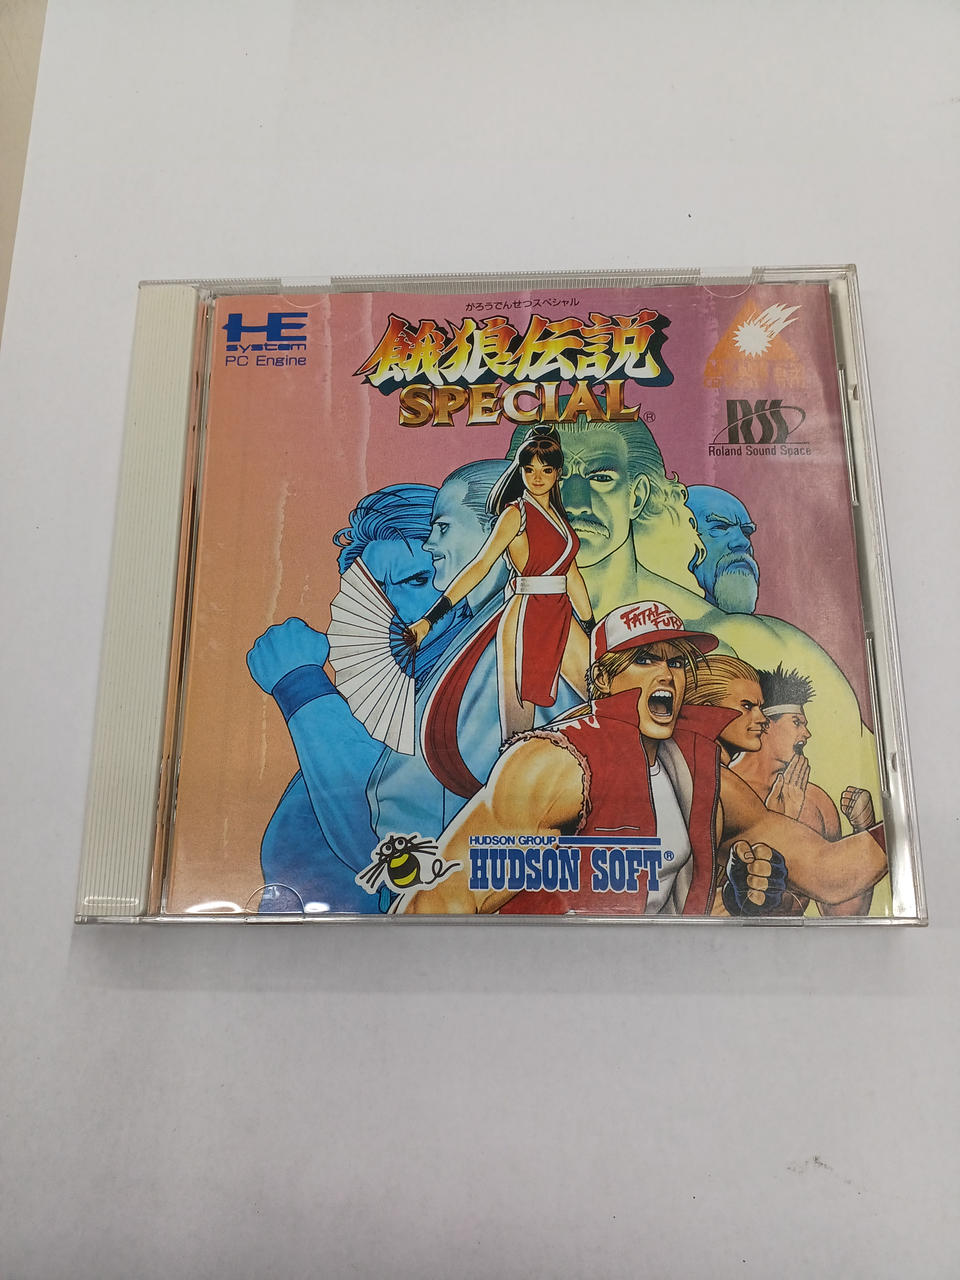 HE
system
PC Engine
がろうでんせつスペシャル
餓狼伝説
SPECIAL®
RSS
Roland Sound Space
FATAL
FURY
HUDSON GROUP
HUDSON SOFT®